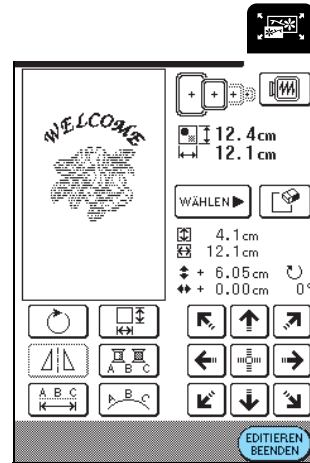 WELCOME
12.4cm
12.1cm
WÄHLEN
4.1cm
12.1cm
+ 6.05cm
+ 0.00cm 0°
A B C
A B C
A B C
EDITIEREN
BEENDEN